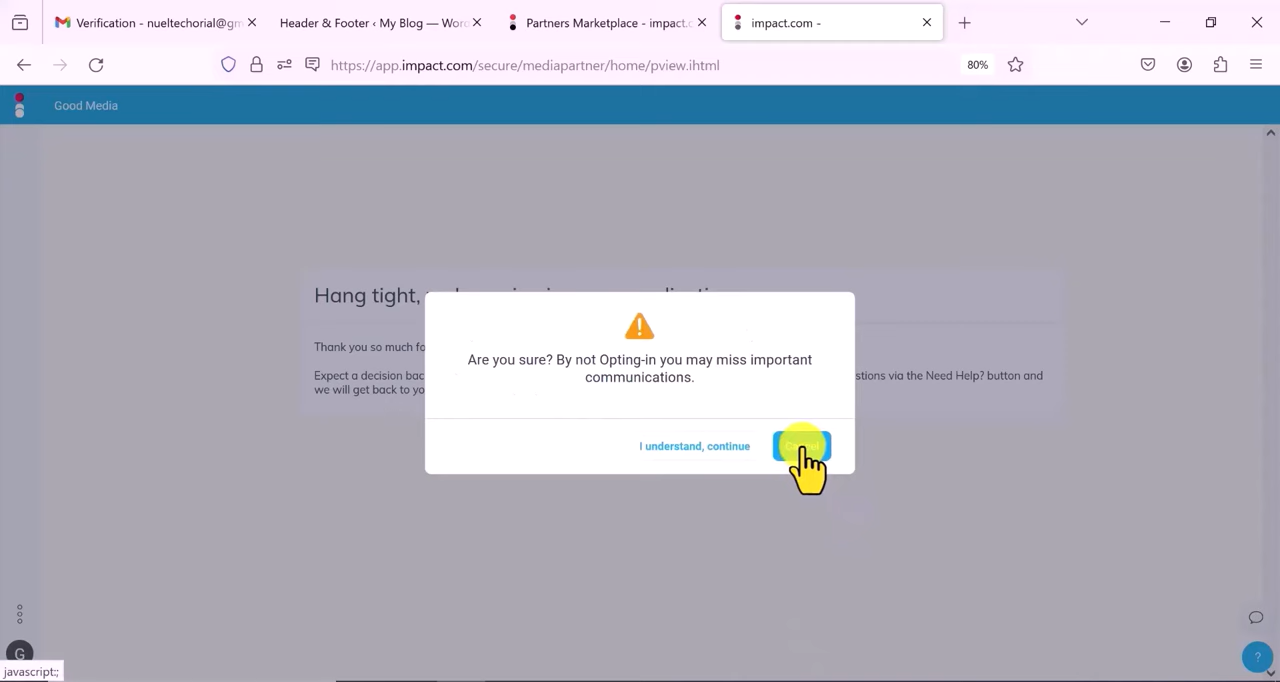 Verification - nueltechorial@gm
Header & Footer ‹ My Blog — Wor
Partners Marketplace - impact.c
impact.com -
https://app.impact.com/secure/mediapartner/home/pview.ihtml
80%
Good Media
Hang tight,
Thank you so much fo
Expect a decision bac
stions via the Need Help? button and
we will get back to yo
Are you sure? By not Opting-in you may miss important
communications.
I understand, continue
Cancel
G
?
javascript:;